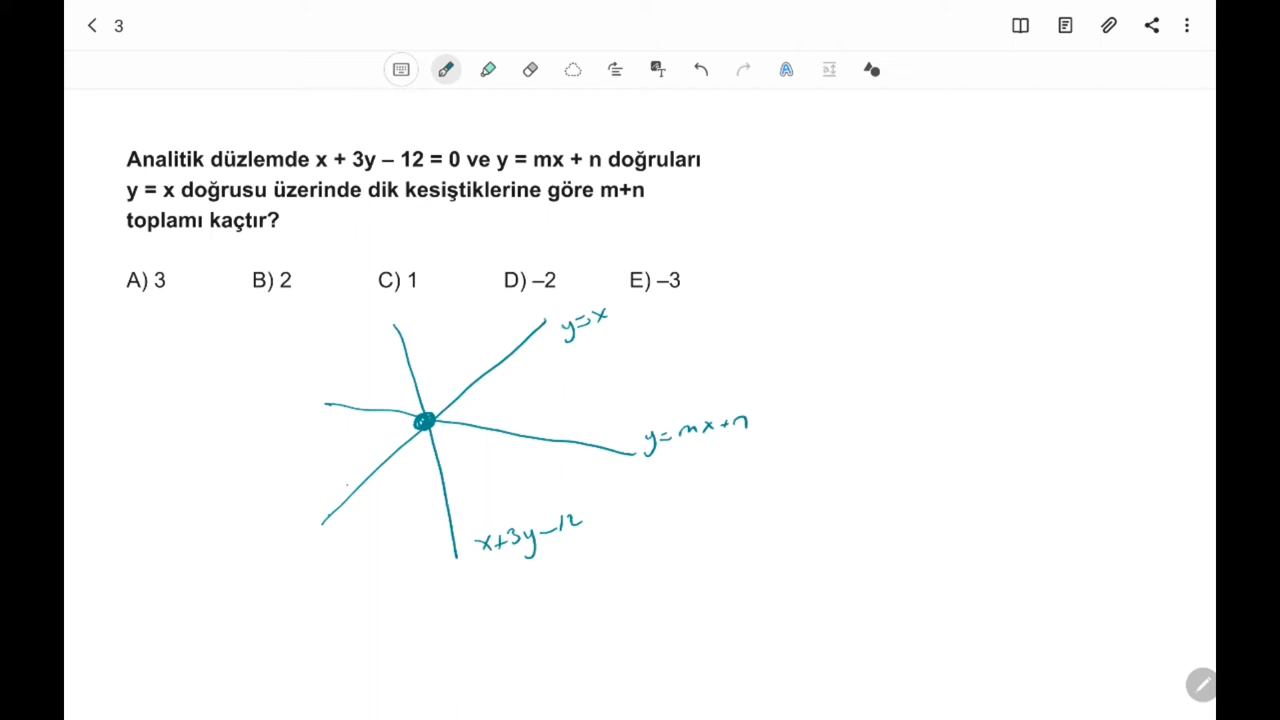 3
Analitik düzlemde x + 3y – 12 = 0 ve y = mx + n doğruları
y = x doğrusu üzerinde dik kesiştiklerine göre m+n
toplamı kaçtır?
A) 3 B) 2 C) 1 D) –2 E) –3
y=x
y=mx+n
x+3y-12